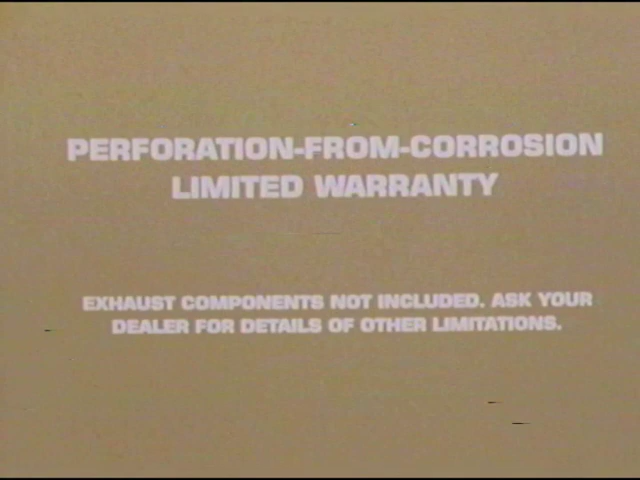 PERFORATION-FROM-CORROSION
LIMITED WARRANTY
EXHAUST COMPONENTS NOT INCLUDED. ASK YOUR
DEALER FOR DETAILS OF OTHER LIMITATIONS.